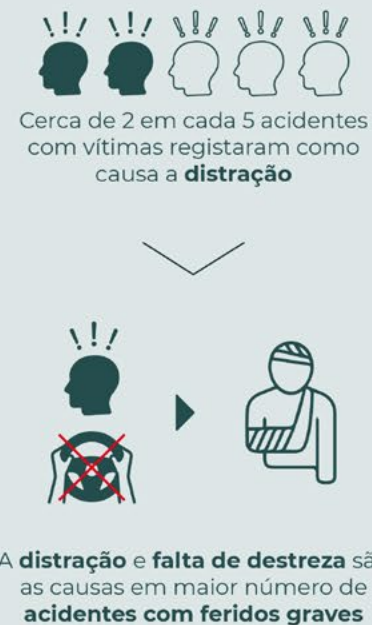 Cerca de 2 em cada 5 acidentes
com vítimas registaram como
causa a distração
A distração e falta de destreza sã
as causas em maior número de
acidentes com feridos graves